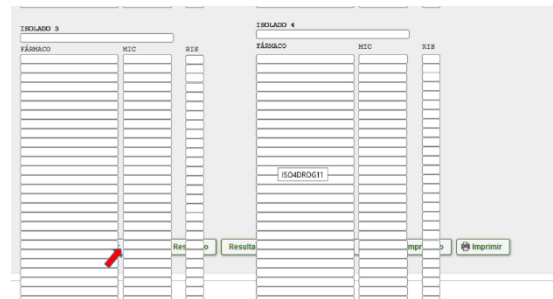 ISOLADO 3
ISOLADO 4
FÁRMACO MIC RIS
FÁRMACO MIC RIS
ISO4DROG11
Imprimir